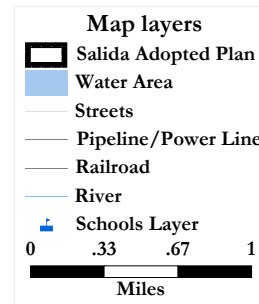 Map layers
Salida Adopted Plan
Water Area
Streets
Pipeline/Power Line
Railroad
River
Schools Layer
0 .33 .67 1
Miles